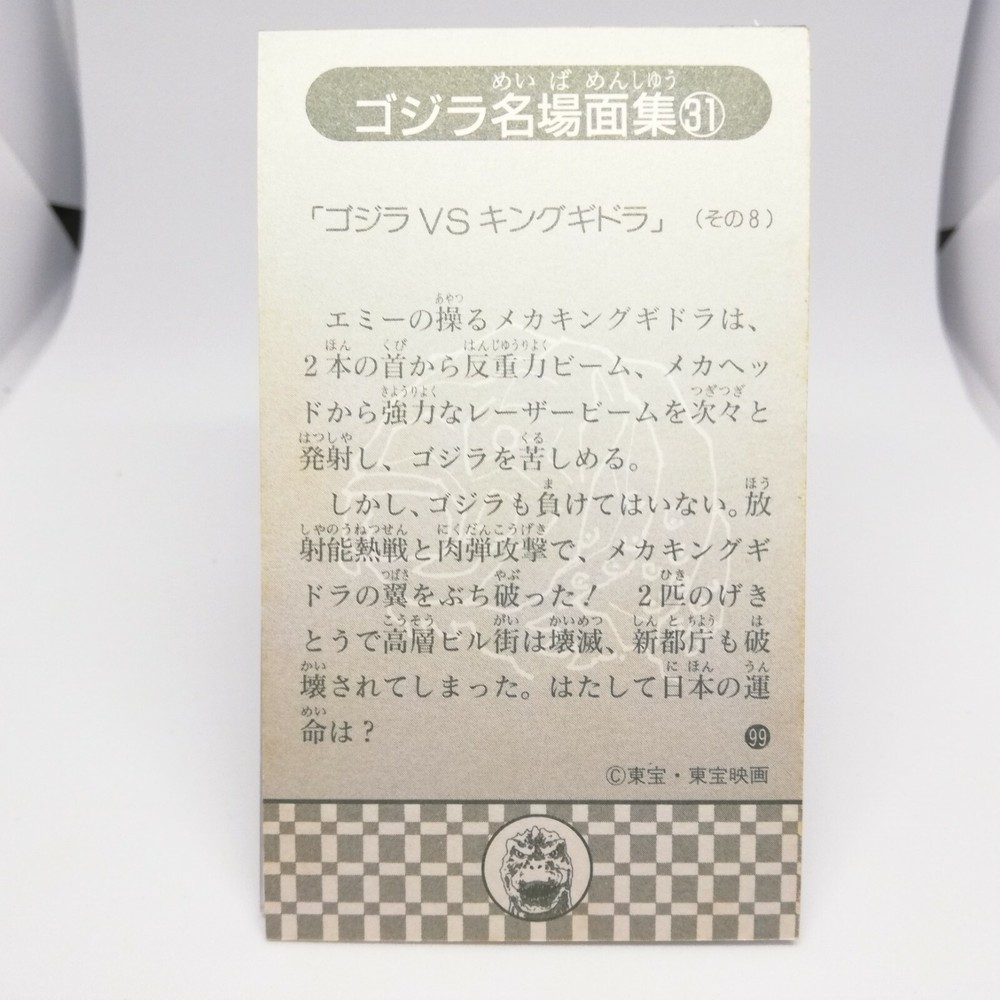 ゴジラ名場面集㉛
めいばめんしゅう
「ゴジラVSキングギドラ」(その8)
あやつ
エミーの操るメカキングギドラは、
ほん くび はんじゅうりょく
2本の首から反重力ビーム、メカヘッ
きょうりょく つぎつぎ
ドから強力なレーザービームを次々と
はっしゃ くる
発射し、ゴジラを苦しめる。
ま ほう
しかし、ゴジラも負けてはいない。放
しゃのうねつせん にくだんこうげき
射能熱戦と肉弾攻撃で、メカキングギ
つばさ やぶ ひき
ドラの翼をぶち破った! 2匹のげき
こうそう がい かいめつ しんとちょう は
とうで高層ビル街は壊滅、新都庁も破
かい にほん うん
壊されてしまった。はたして日本の運
めい
命は?
99
©東宝・東宝映画